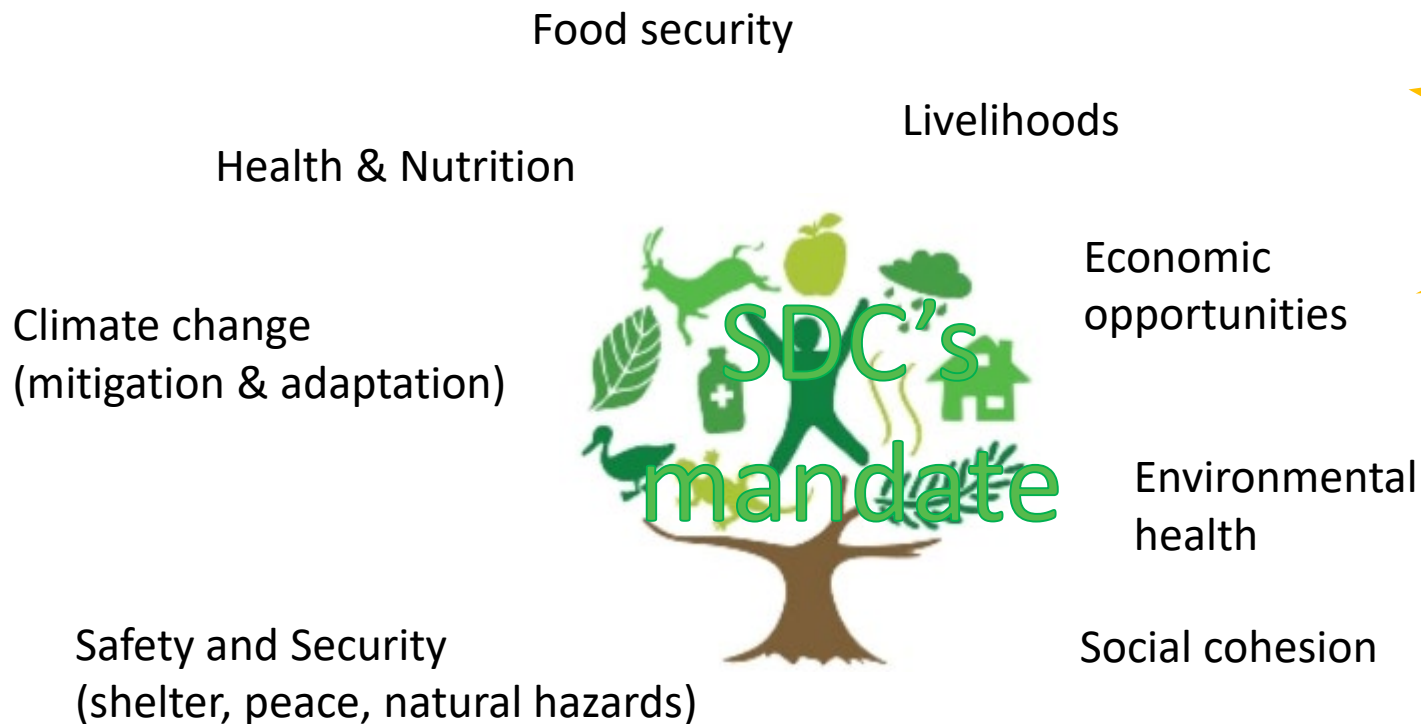 Food security
Livelihoods
Health & Nutrition
Economic
opportunities
Climate change
(mitigation & adaptation)
SDC's
mandate
Environmental
health
Safety and Security
(shelter, peace, natural hazards)
Social cohesion